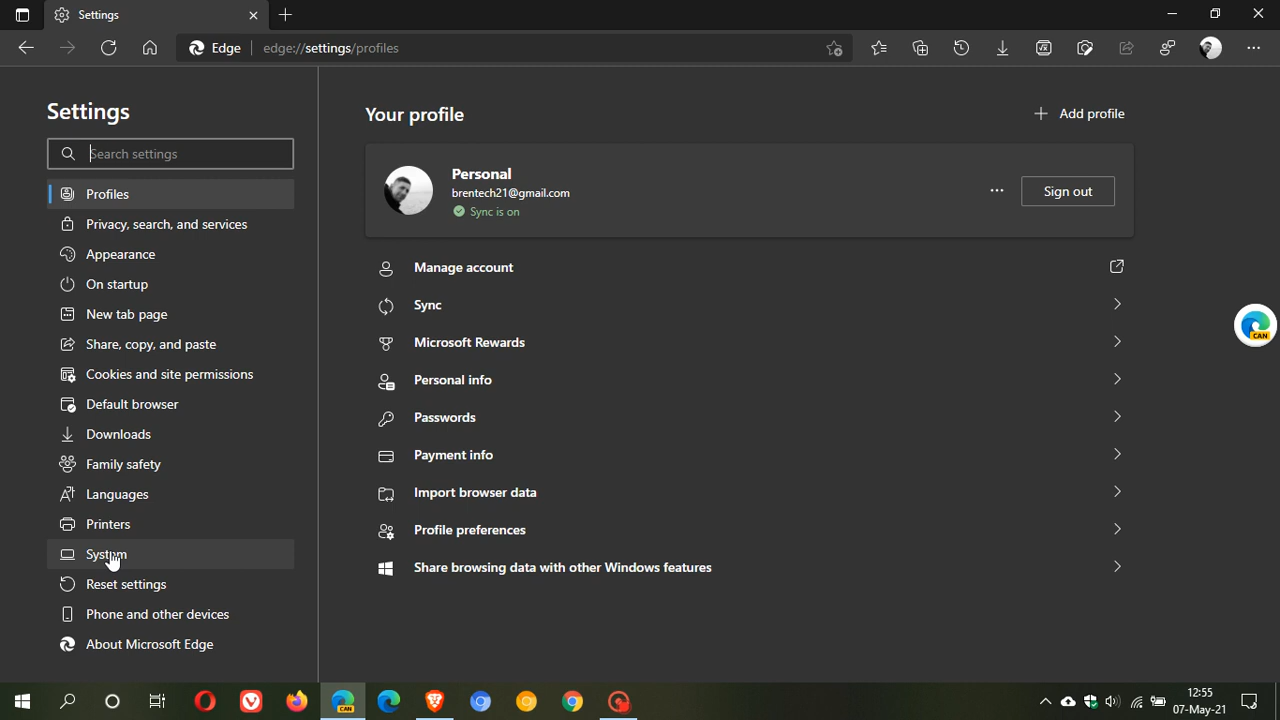 Settings
Edge
edge://settings/profiles
Settings
Search settings
Profiles
Privacy, search, and services
Appearance
On startup
New tab page
Share, copy, and paste
Cookies and site permissions
Default browser
Downloads
Family safety
Languages
Printers
System
Reset settings
Phone and other devices
About Microsoft Edge
Your profile
Add profile
Personal
brentech21@gmail.com
Sync is on
Sign out
Manage account
Sync
Microsoft Rewards
Personal info
Passwords
Payment info
Import browser data
Profile preferences
Share browsing data with other Windows features
CAN
CAN
12:55
07-May-21